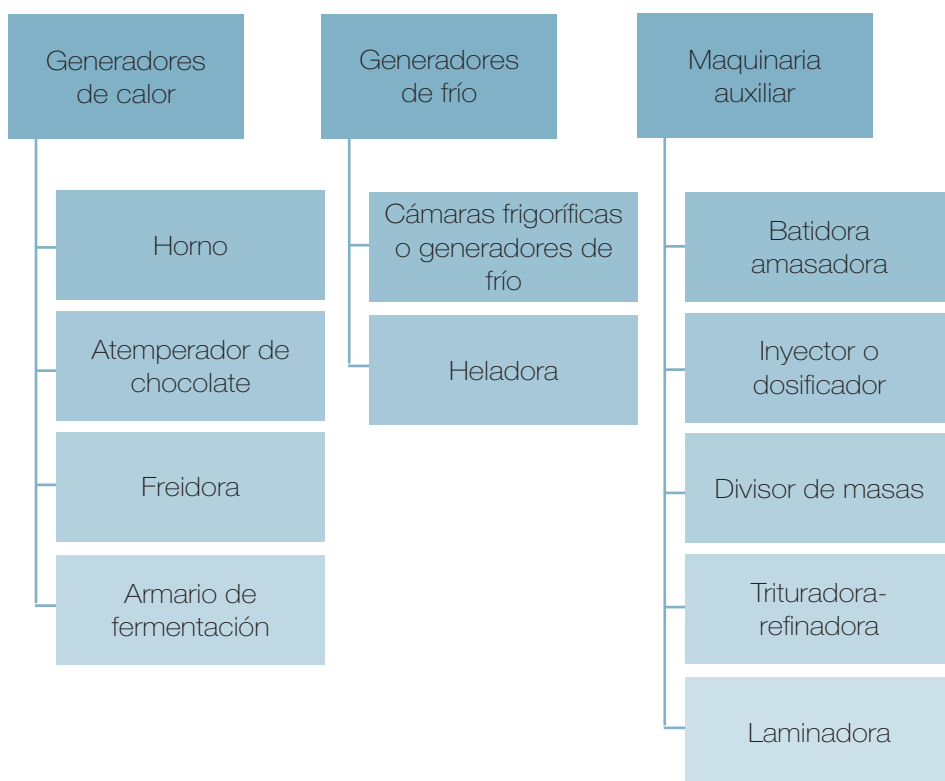 Generadores
de calor
Horno
Atemperador de
chocolate
Freidora
Armario de
fermentación
Generadores
de frío
Cámaras frigoríficas
o generadores de
frío
Heladora
Maquinaria
auxiliar
Batidora
amasadora
Inyector o
dosificador
Divisor de masas
Trituradora-
refinadora
Laminadora